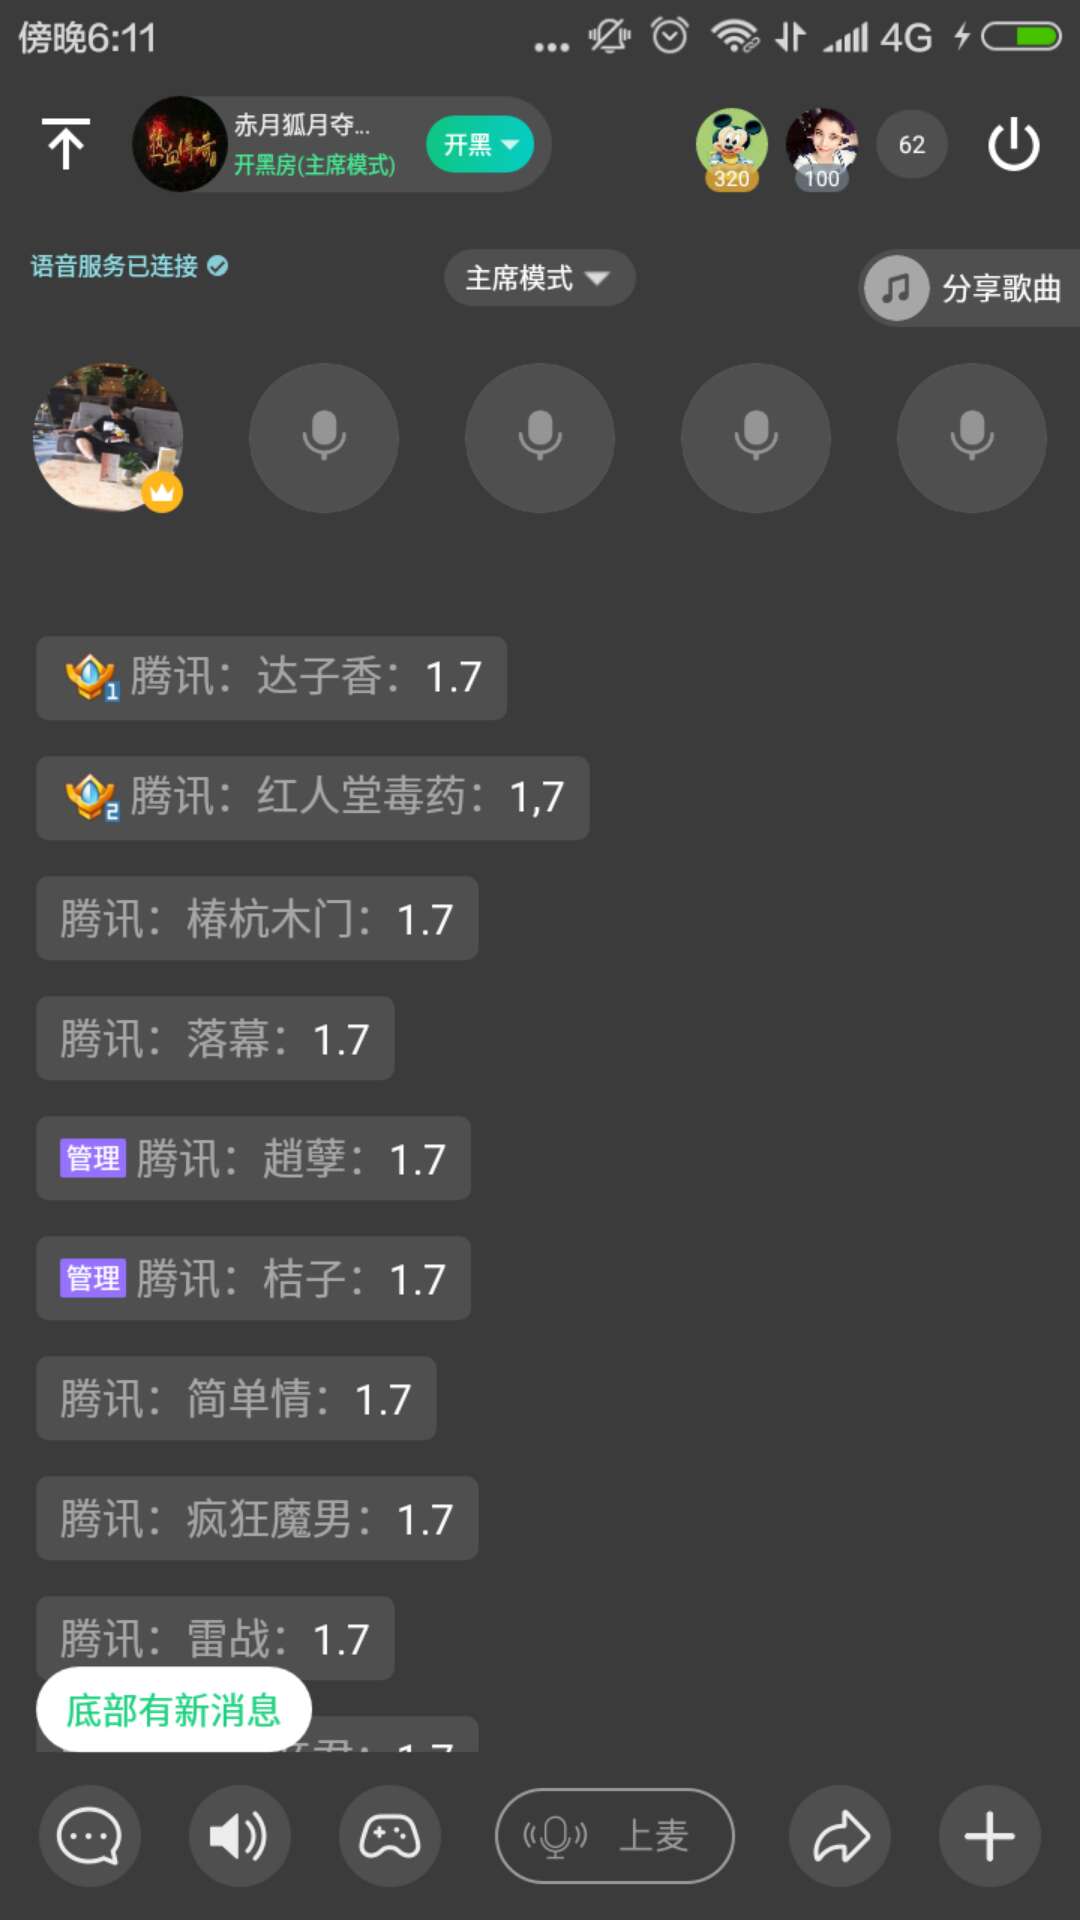 傍晚6:11
4G
热血传奇
赤月狐月夺...
开黑房(主席模式)
开黑
320
100
62
语音服务已连接
主席模式
分享歌曲
1 腾讯：达子香：1.7
2 腾讯：红人堂毒药：1,7
腾讯：椿杭木门：1.7
腾讯：落幕：1.7
管理 腾讯：趙孽：1.7
管理 腾讯：桔子：1.7
腾讯：简单情：1.7
腾讯：疯狂魔男：1.7
腾讯：雷战：1.7
底部有新消息
上麦